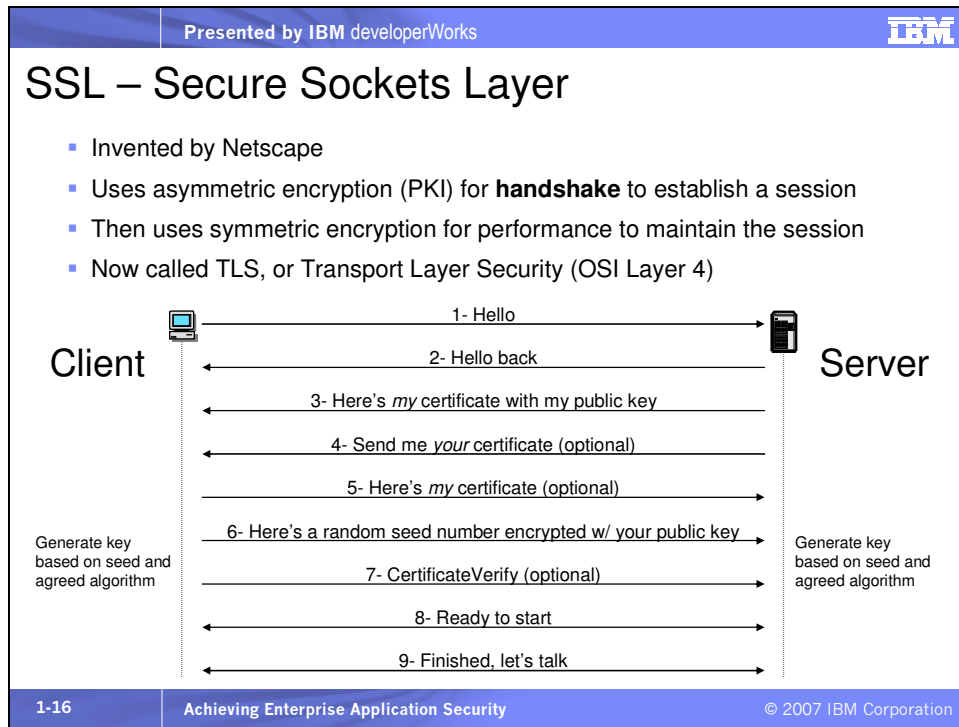 Presented by IBM developerWorks
IBM
SSL – Secure Sockets Layer
Invented by Netscape
Uses asymmetric encryption (PKI) for handshake to establish a session
Then uses symmetric encryption for performance to maintain the session
Now called TLS, or Transport Layer Security (OSI Layer 4)
Client
Server
1- Hello
2- Hello back
3- Here's my certificate with my public key
4- Send me your certificate (optional)
5- Here's my certificate (optional)
6- Here's a random seed number encrypted w/ your public key
Generate key
based on seed and
agreed algorithm
Generate key
based on seed and
agreed algorithm
7- CertificateVerify (optional)
8- Ready to start
9- Finished, let's talk
1-16
Achieving Enterprise Application Security
© 2007 IBM Corporation